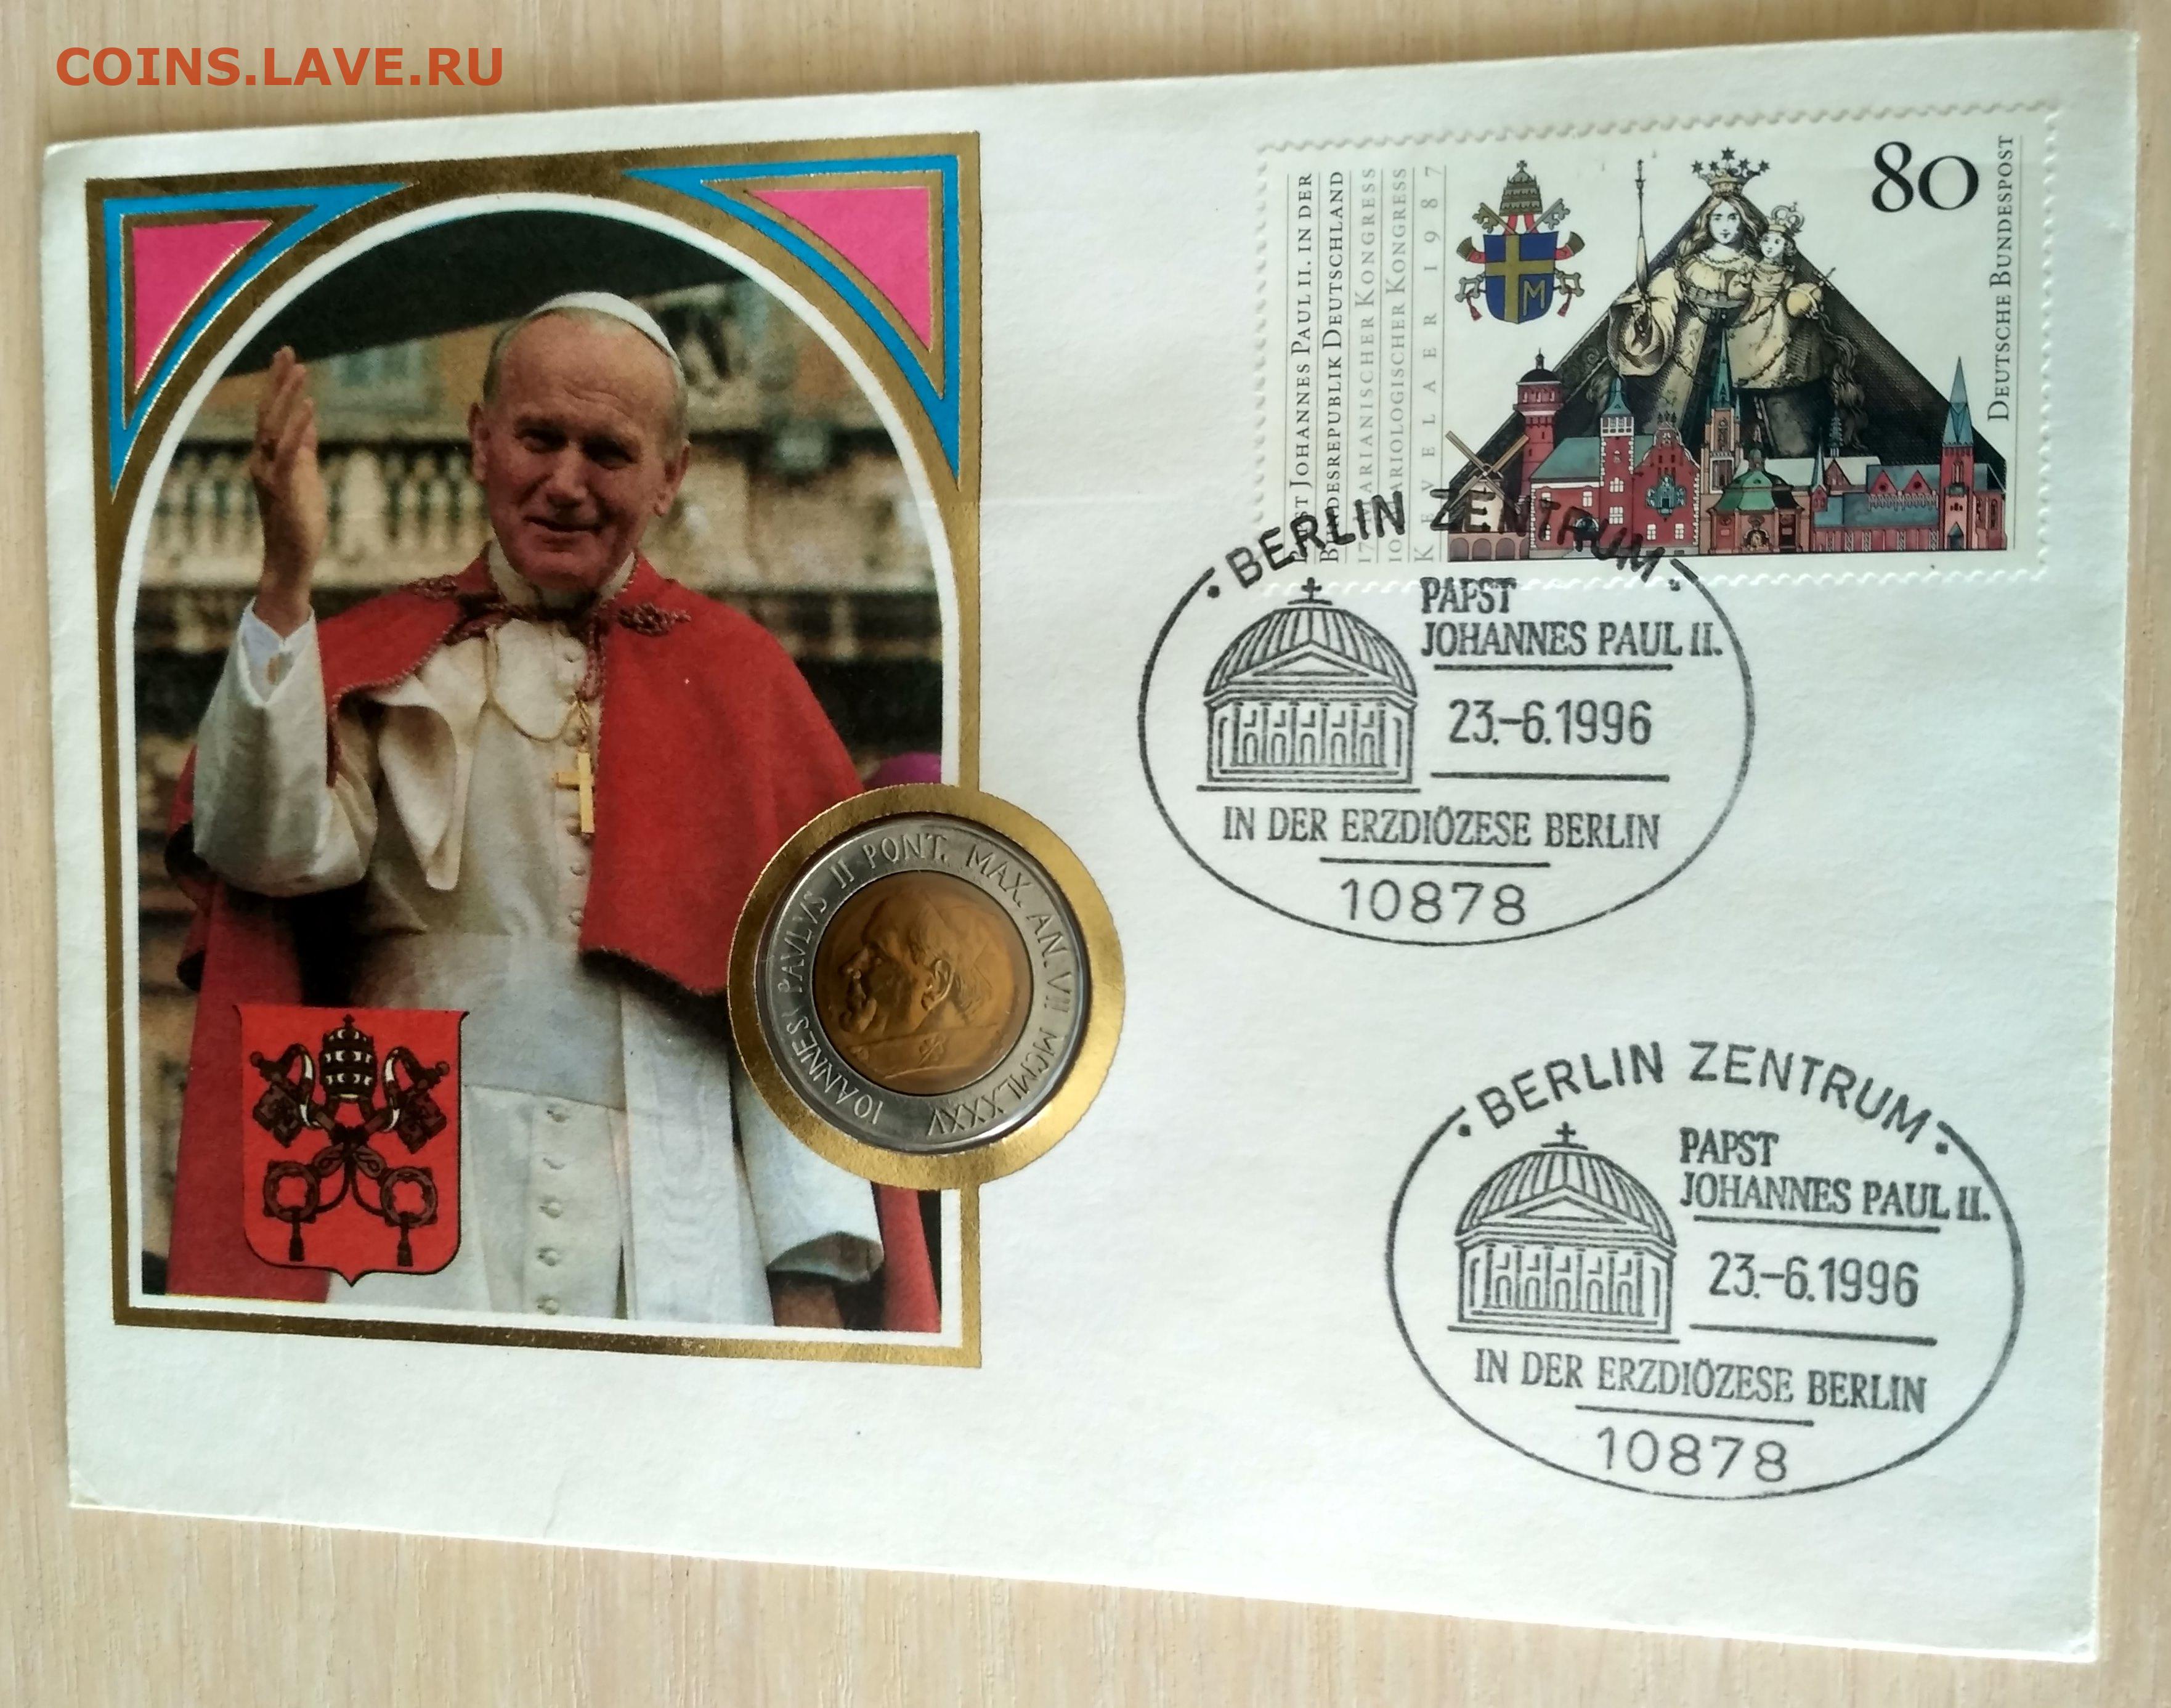 COINS.LAVE.RU
80
DEUTSCHE BUNDESPOST
JOHANNES PAUL II. IN DER
BUNDESREPUBLIK DEUTSCHLAND
17. MARIANISCHER KONGRESS
10. MARIOLOGISCHER KONGRESS
KEVELAER 1987
M
BERLIN ZENTRUM
PAPST
JOHANNES PAUL II.
23.-6.1996
IN DER ERZDIÖZESE BERLIN
10878
IOANNES PAVLVS II PONT. MAX. AN. VII MCMLXXXV
BERLIN ZENTRUM
PAPST
JOHANNES PAUL II.
23.-6.1996
IN DER ERZDIÖZESE BERLIN
10878